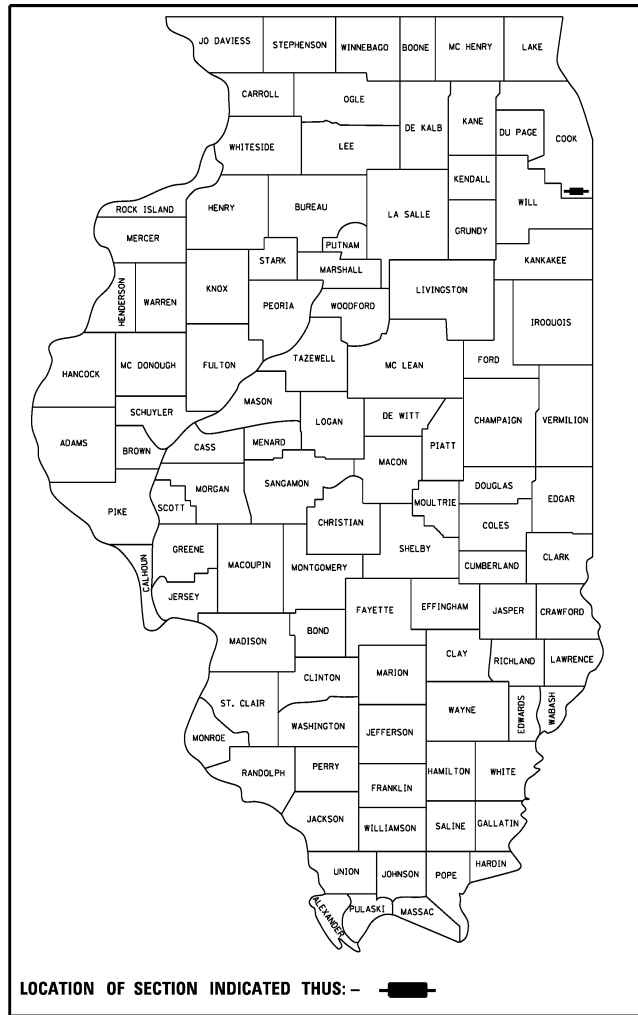 JO DAVIESS
STEPHENSON
WINNEBAGO
BOONE
MC HENRY
LAKE
CARROLL
OGLE
DE KALB
KANE
DU PAGE
COOK
WHITESIDE
LEE
KENDALL
WILL
ROCK ISLAND
HENRY
BUREAU
LA SALLE
GRUNDY
MERCER
PUTNAM
STARK
MARSHALL
KANKAKEE
HENDERSON
WARREN
KNOX
PEORIA
WOODFORD
LIVINGSTON
IROQUOIS
HANCOCK
MC DONOUGH
FULTON
TAZEWELL
MC LEAN
FORD
MASON
SCHUYLER
LOGAN
DE WITT
CHAMPAIGN
VERMILION
ADAMS
BROWN
CASS
MENARD
PIATT
MACON
MORGAN
SANGAMON
DOUGLAS
EDGAR
PIKE
SCOTT
CHRISTIAN
MOULTRIE
COLES
GREENE
CALHOUN
MACOUPIN
MONTGOMERY
SHELBY
CUMBERLAND
CLARK
JERSEY
FAYETTE
EFFINGHAM
JASPER
CRAWFORD
MADISON
BOND
CLAY
RICHLAND
LAWRENCE
CLINTON
MARION
ST. CLAIR
WAYNE
EDWARDS
WABASH
WASHINGTON
JEFFERSON
MONROE
RANDOLPH
PERRY
HAMILTON
WHITE
FRANKLIN
JACKSON
WILLIAMSON
SALINE
GALLATIN
UNION
JOHNSON
POPE
HARDIN
ALEXANDER
PULASKI
MASSAC
LOCATION OF SECTION INDICATED THUS: –